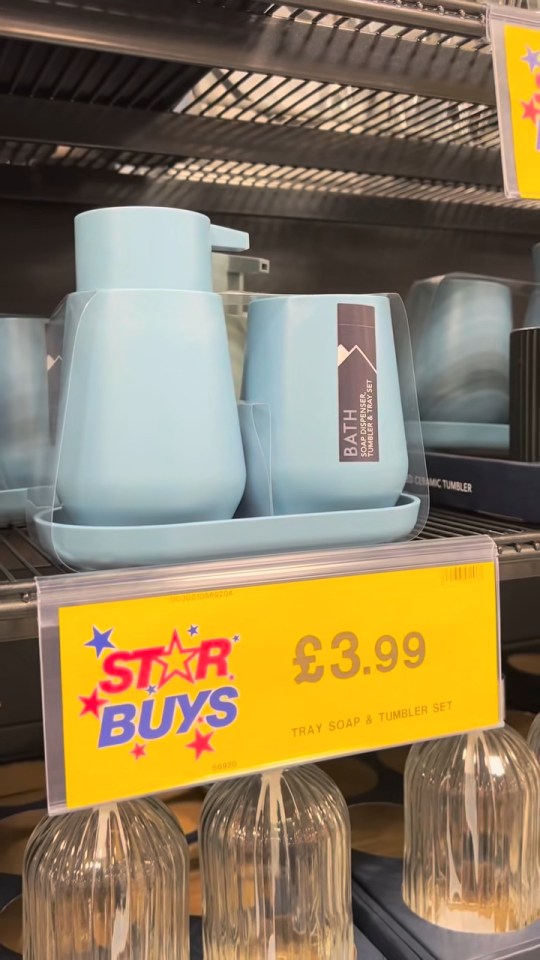 BATH
SOAP DISPENSER,
TUMBLER & TRAY SET
CERAMIC TUMBLER
STAR
BUYS
£3.99
TRAY SOAP & TUMBLER SET